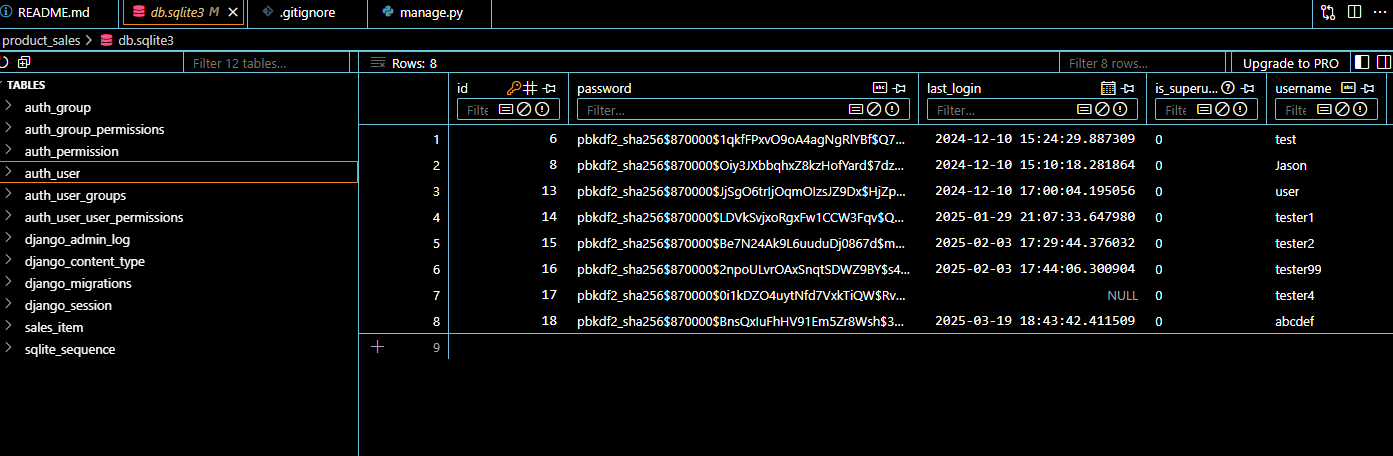 README.md db.sqlite3 M .gitignore manage.py
product_sales > db.sqlite3
Filter 12 tables... Rows: 8 Filter 8 rows... Upgrade to PRO
TABLES
auth_group
auth_group_permissions
auth_permission
auth_user
auth_user_groups
auth_user_user_permissions
django_admin_log
django_content_type
django_migrations
django_session
sales_item
sqlite_sequence
id password last_login is_superu... username
Filte Filter... Filter... Filte Filte
1 6 pbkdf2_sha256$870000$1qkfFPxvO9oA4agNgRlYBf$Q7... 2024-12-10 15:24:29.887309 0 test
2 8 pbkdf2_sha256$870000$Oiy3JXbbqhxZ8kzHofYard$7dz... 2024-12-10 15:10:18.281864 0 Jason
3 13 pbkdf2_sha256$870000$JjSgO6trIjOqmOIzsJZ9Dx$HjZp... 2024-12-10 17:00:04.195056 0 user
4 14 pbkdf2_sha256$870000$LDVkSvjxoRgxFw1CCW3Fqv$Q... 2025-01-29 21:07:33.647980 0 tester1
5 15 pbkdf2_sha256$870000$Be7N24Ak9L6uuduDj0867d$m... 2025-02-03 17:29:44.376032 0 tester2
6 16 pbkdf2_sha256$870000$2npoULvrOAxSnqtSDWZ9BY$s4... 2025-02-03 17:44:06.300904 0 tester99
7 17 pbkdf2_sha256$870000$0i1kDZO4uytNfd7VxkTiQW$Rv... NULL 0 tester4
8 18 pbkdf2_sha256$870000$BnsQxIuFhHV91Em5Zr8Wsh$3... 2025-03-19 18:43:42.411509 0 abcdef
9